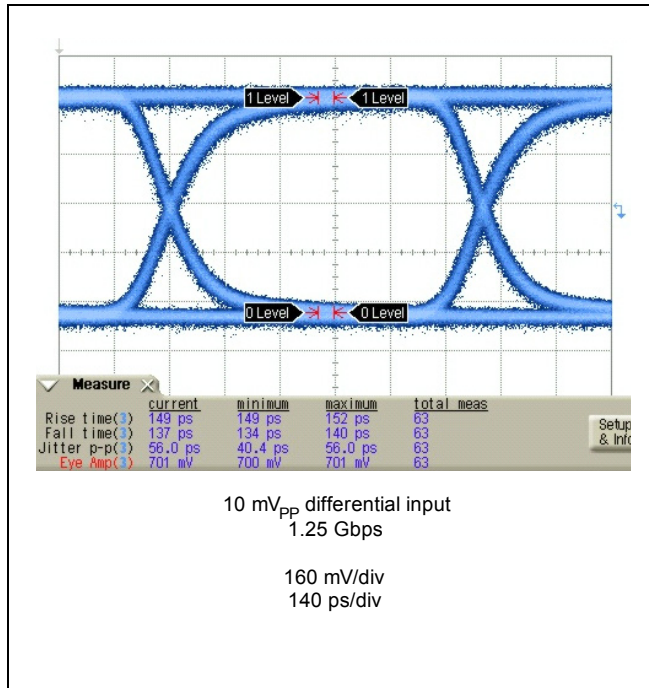 1 Level 1 Level
0 Level 0 Level
Measure
current minimum maximum total meas
Rise time(3) 149 ps 149 ps 152 ps 63
Fall time(3) 137 ps 134 ps 140 ps 63
Jitter p-p(3) 56.0 ps 40.4 ps 56.0 ps 63
Eye Amp(3) 701 mV 700 mV 701 mV 63
Setup
& Info
10 mVPP differential input
1.25 Gbps
160 mV/div
140 ps/div